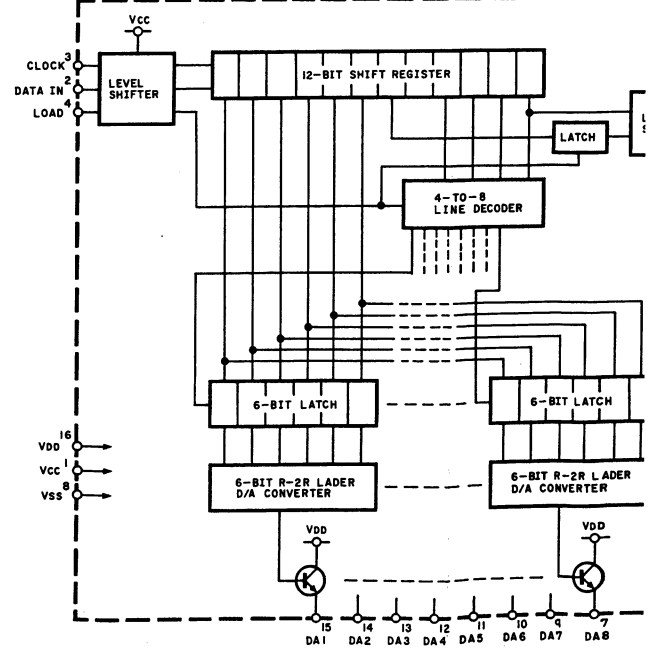 VCC
CLOCK 3
DATA IN 2
LOAD 4
LEVEL
SHIFTER
12-BIT SHIFT REGISTER
LATCH
4-TO-8
LINE DECODER
6-BIT LATCH
6-BIT LATCH
VDD 16
VCC 1
VSS 8
6-BIT R-2R LADER
D/A CONVERTER
6-BIT R-2R LADER
D/A CONVERTER
VDD
VDD
15 14 13 12 11 10 9 7
DA1 DA2 DA3 DA4 DA5 DA6 DA7 DA8